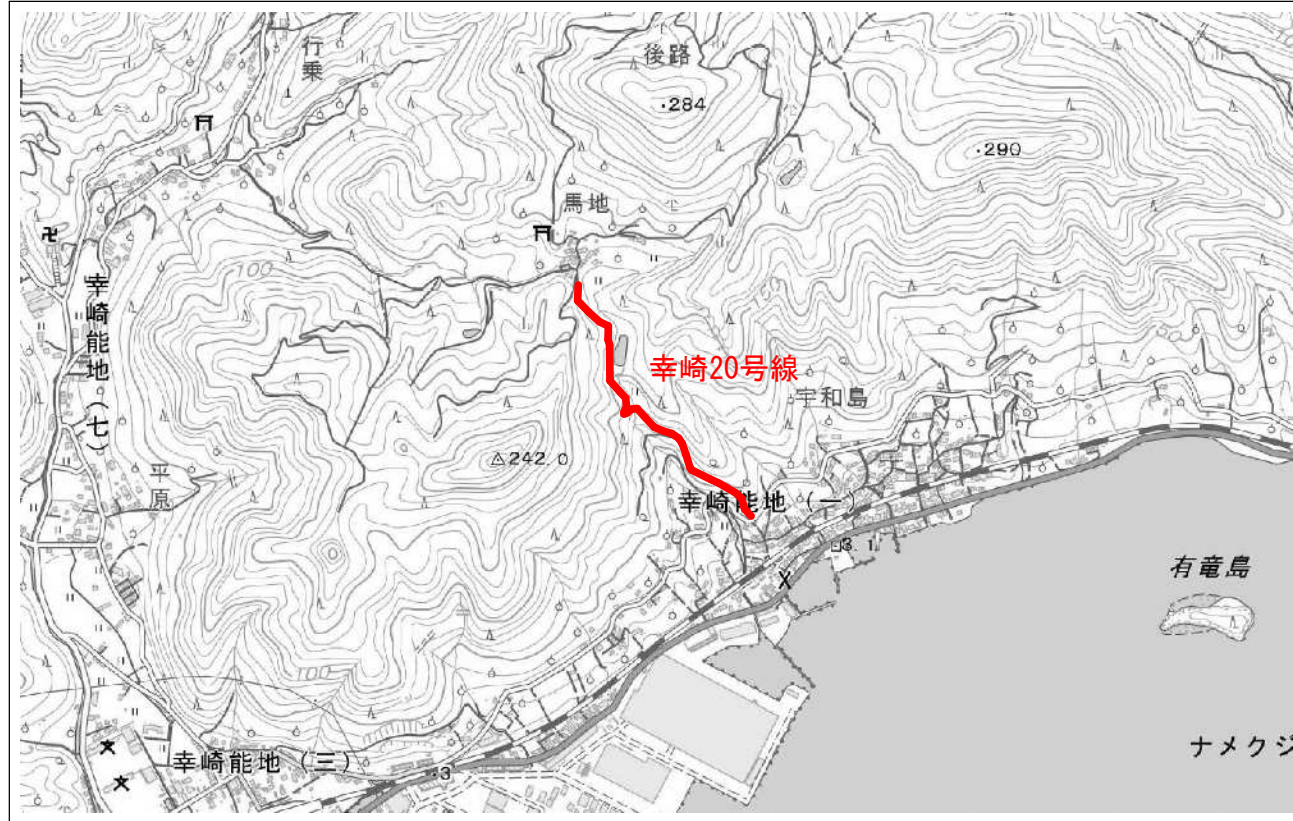 行乗
後路
・284
・290
馬地
幸崎能地(七)
幸崎20号線
宇和島
242.0
平原
幸崎能地(一)
3.1
有竜島
ナメクジ
幸崎能地(三)
・3